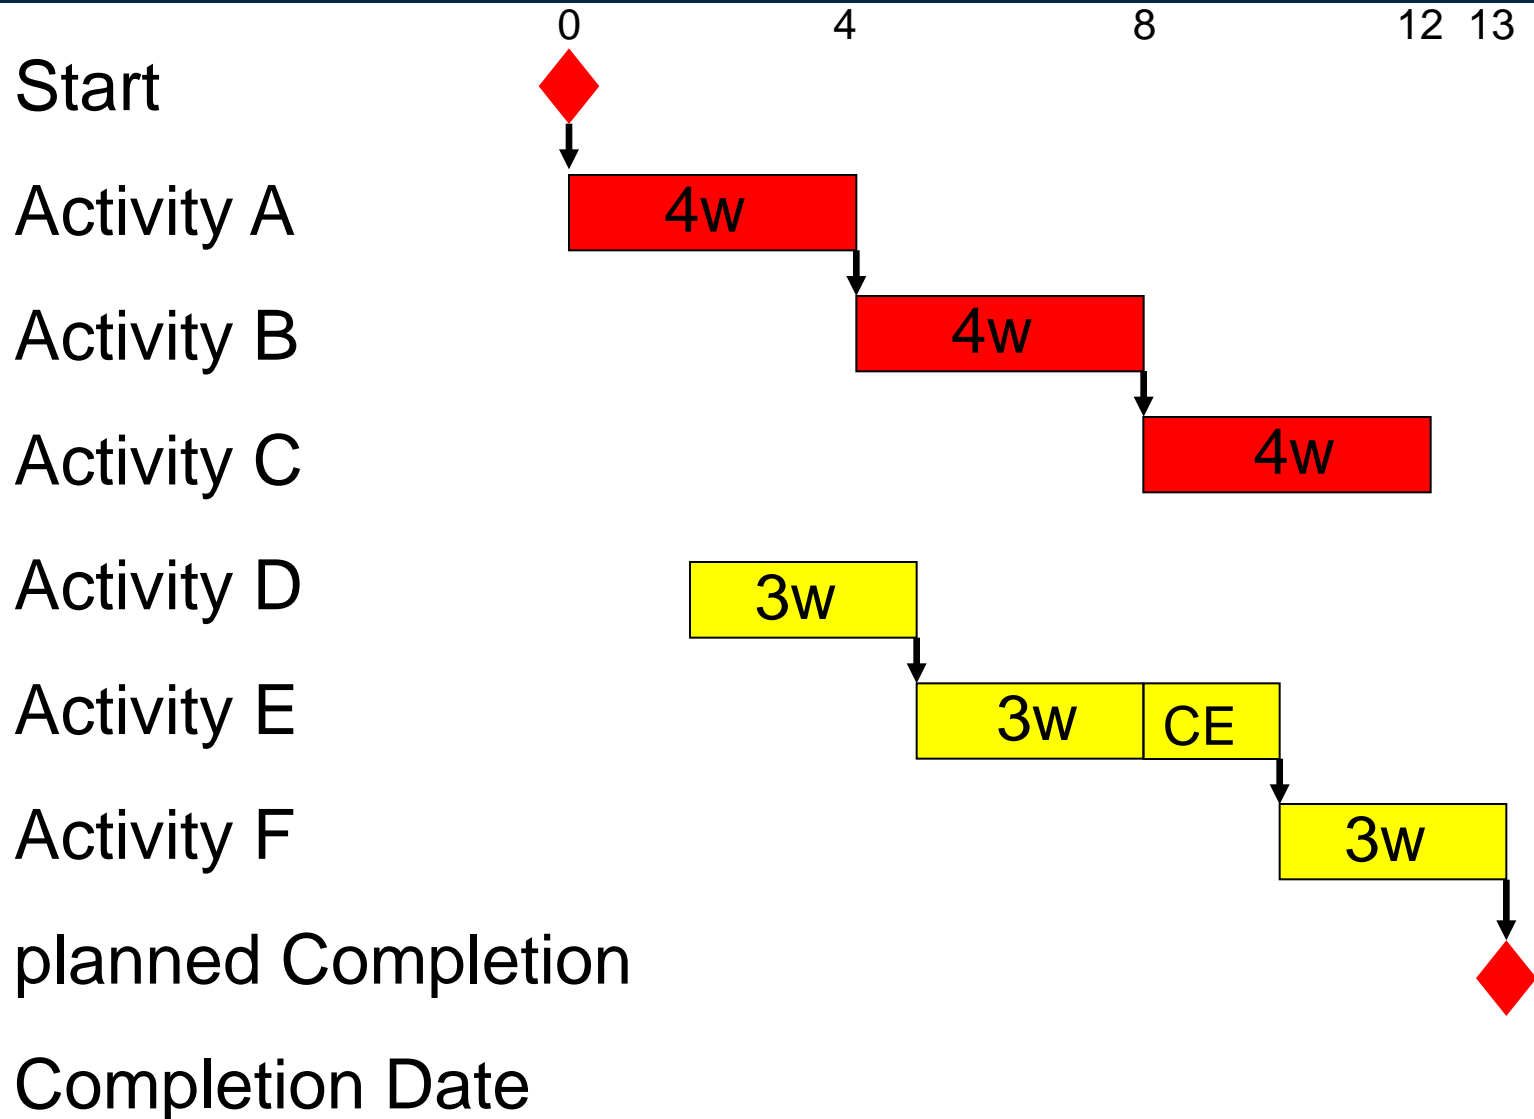 0 4 8 12 13
Start
Activity A 4w
Activity B 4w
Activity C 4w
Activity D 3w
Activity E 3w CE
Activity F 3w
planned Completion
Completion Date